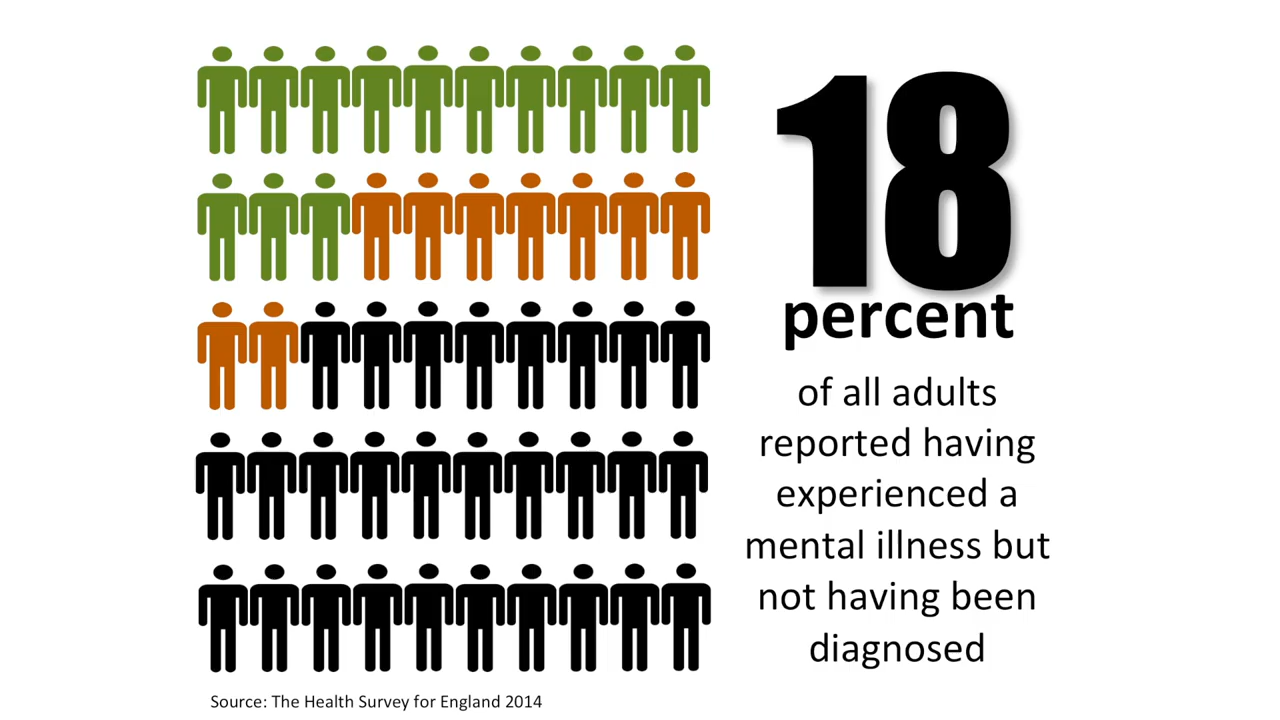 18
percent
of all adults
reported having
experienced a
mental illness but
not having been
diagnosed
Source: The Health Survey for England 2014